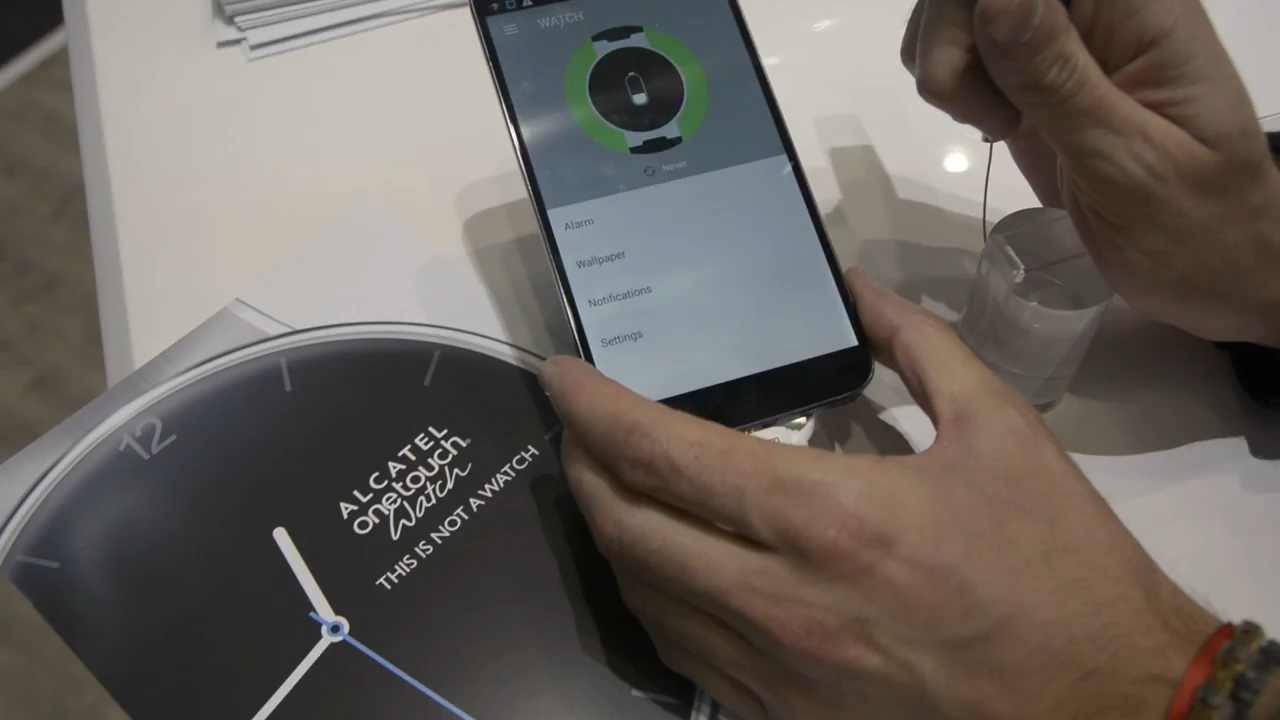 WATCH
Never
Alarm
Wallpaper
Notifications
Settings
12
ALCATEL
onetouch
Watch
THIS IS NOT A WATCH